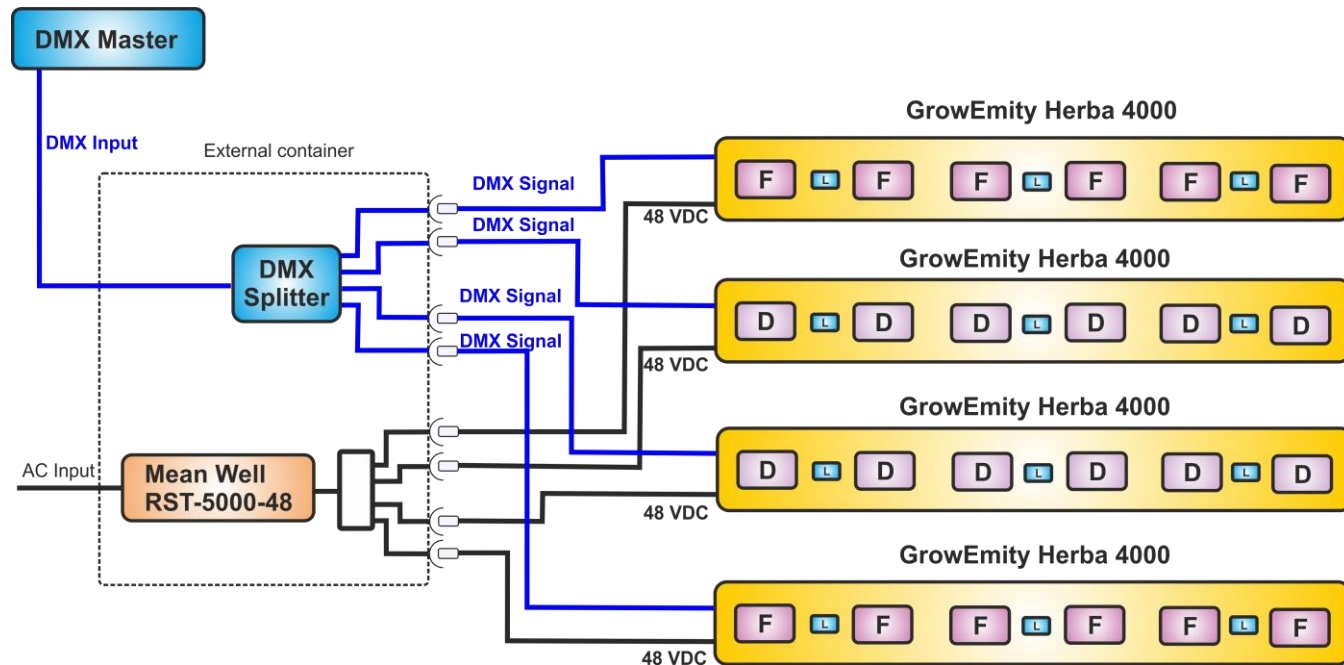 DMX Master
DMX Input
External container
DMX Signal
DMX Signal
DMX Signal
DMX Signal
DMX
Splitter
AC Input
Mean Well
RST-5000-48
GrowEmity Herba 4000
48 VDC
F L F F L F F L F
GrowEmity Herba 4000
48 VDC
D L D D L D D L D
GrowEmity Herba 4000
48 VDC
D L D D L D D L D
GrowEmity Herba 4000
48 VDC
F L F F L F F L F